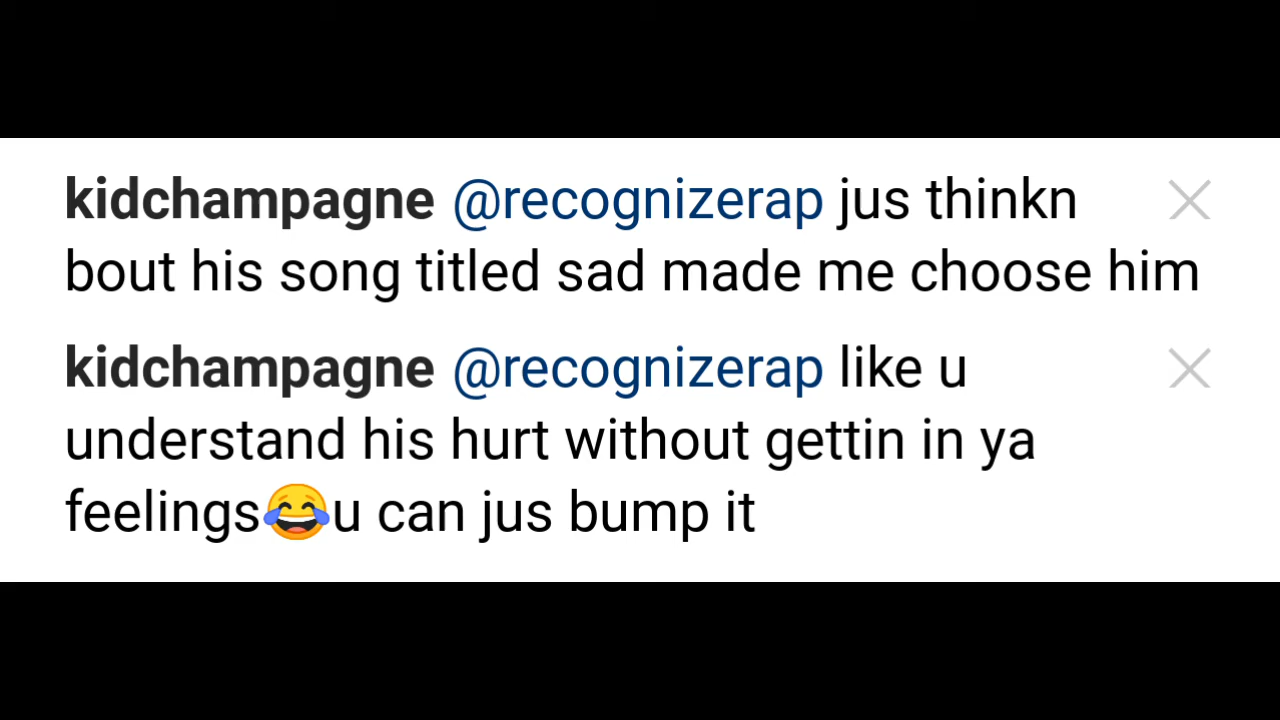 kidchampagne @recognizerap jus thinkn
bout his song titled sad made me choose him
kidchampagne @recognizerap like u
understand his hurt without gettin in ya
feelings😂u can jus bump it